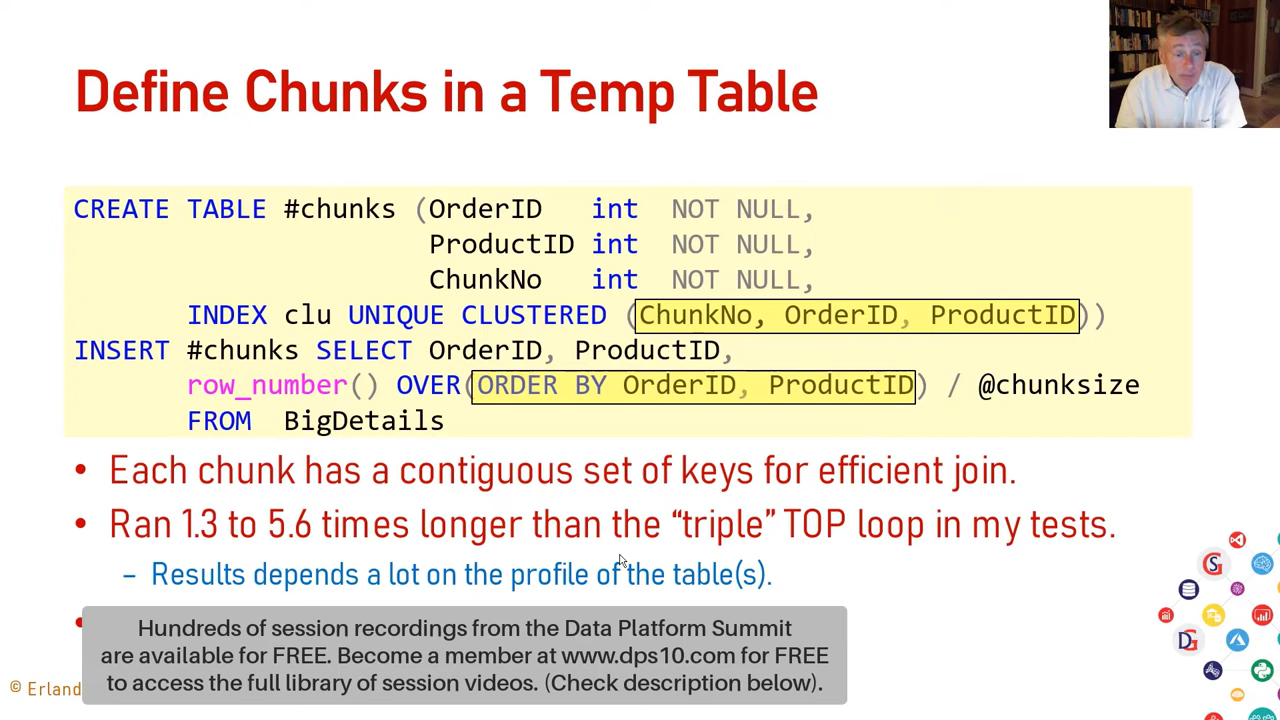 Define Chunks in a Temp Table
CREATE TABLE #chunks (OrderID int NOT NULL,
ProductID int NOT NULL,
ChunkNo int NOT NULL,
INDEX clu UNIQUE CLUSTERED (ChunkNo, OrderID, ProductID))
INSERT #chunks SELECT OrderID, ProductID,
row_number() OVER(ORDER BY OrderID, ProductID) / @chunksize
FROM BigDetails
• Each chunk has a contiguous set of keys for efficient join.
• Ran 1.3 to 5.6 times longer than the “triple” TOP loop in my tests.
– Results depends a lot on the profile of the table(s).
Hundreds of session recordings from the Data Platform Summit
are available for FREE. Become a member at www.dps10.com for FREE
to access the full library of session videos. (Check description below).
© Erland